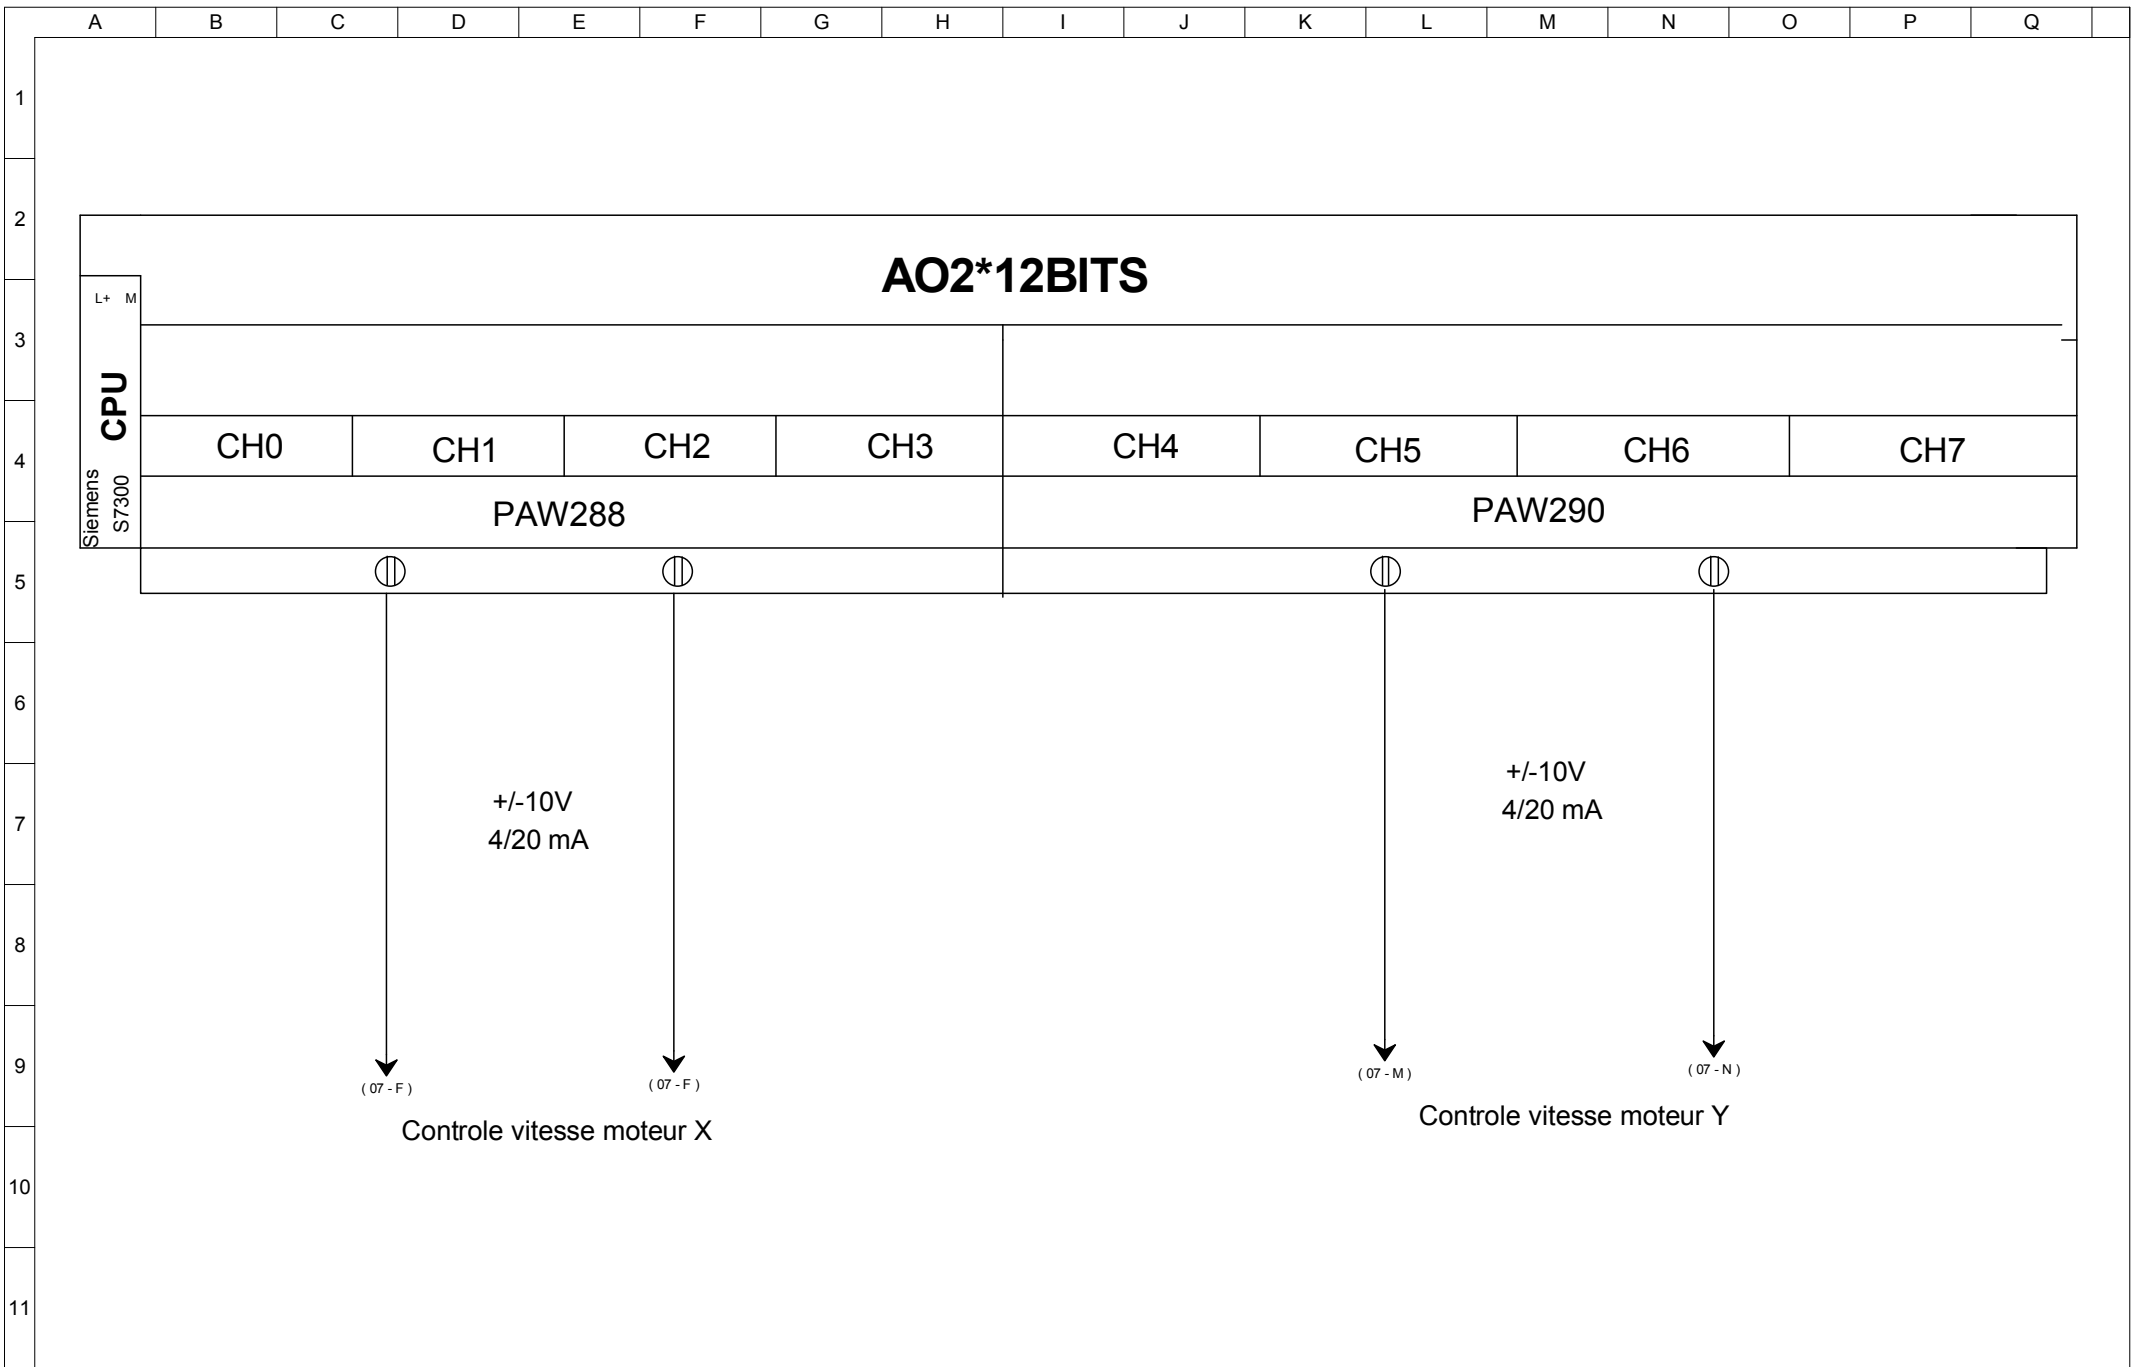 A B C D E F G H I J K L M N O P Q
1
2
AO2*12BITS
L+ M
3
CPU
Siemens
S7300
CH0 CH1 CH2 CH3 CH4 CH5 CH6 CH7
4
PAW288 PAW290
5
6
+/-10V
4/20 mA
+/-10V
4/20 mA
7
8
9
( 07 - F ) ( 07 - F ) ( 07 - M ) ( 07 - N )
Controle vitesse moteur X
Controle vitesse moteur Y
10
11